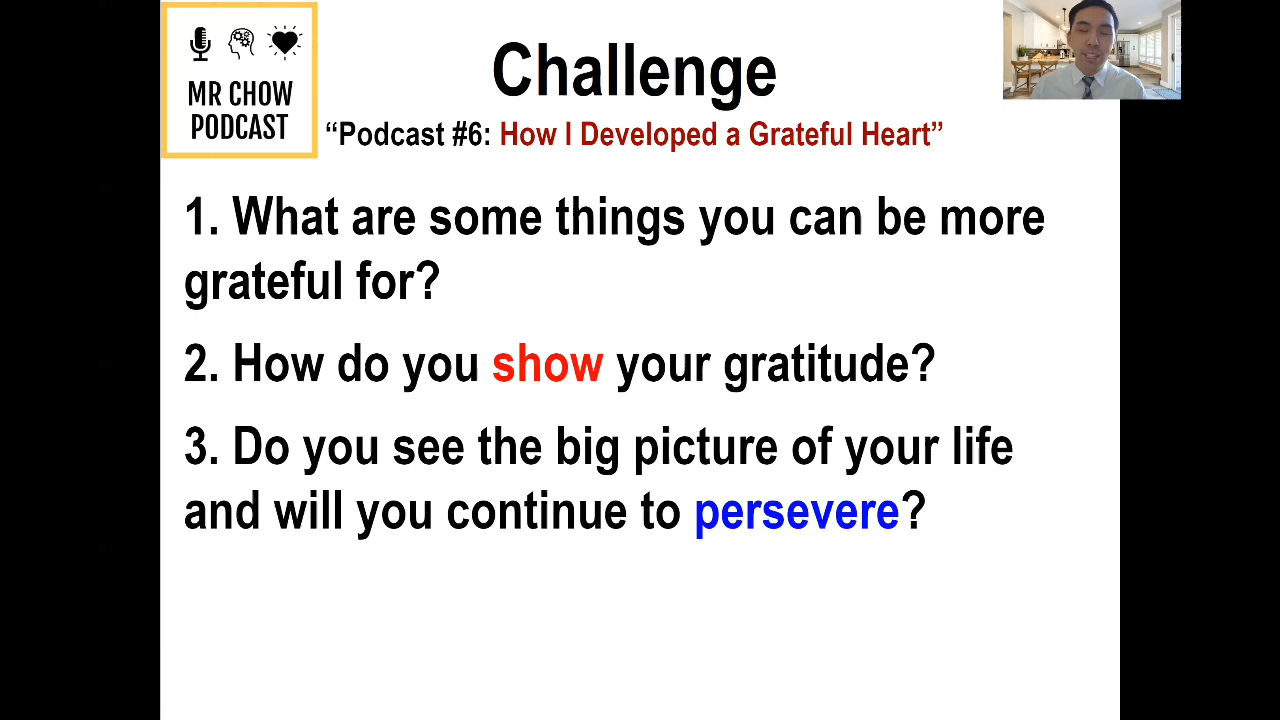 MR CHOW
PODCAST
Challenge
“Podcast #6: How I Developed a Grateful Heart”
1. What are some things you can be more
grateful for?
2. How do you show your gratitude?
3. Do you see the big picture of your life
and will you continue to persevere?